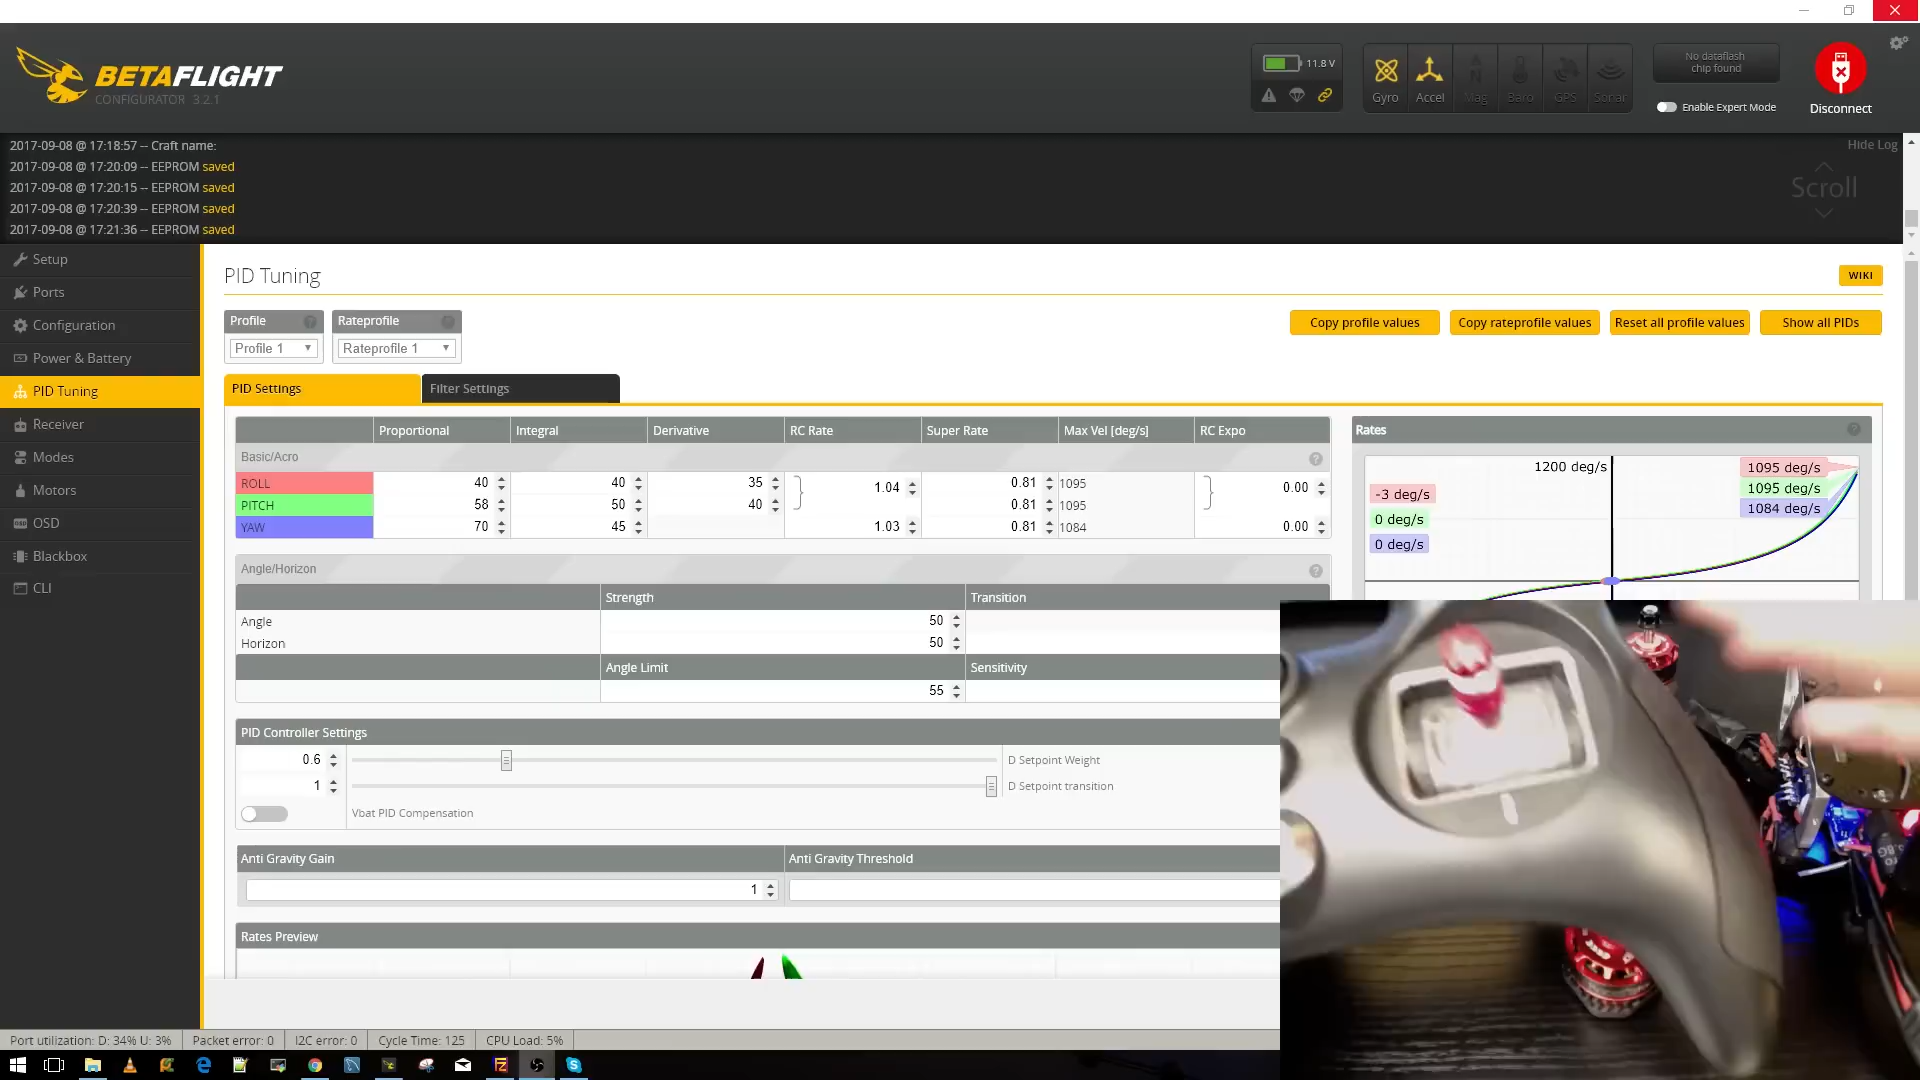 BETAFLIGHT
CONFIGURATOR 3.2.1
11.8 V
Gyro Accel Mag Baro GPS Sonar
No dataflash
chip found
Enable Expert Mode
Disconnect
2017-09-08 @ 17:18:57 -- Craft name:
2017-09-08 @ 17:20:09 -- EEPROM saved
2017-09-08 @ 17:20:15 -- EEPROM saved
2017-09-08 @ 17:20:39 -- EEPROM saved
2017-09-08 @ 17:21:36 -- EEPROM saved
Hide Log
Scroll
Setup
Ports
Configuration
Power & Battery
PID Tuning
Receiver
Modes
Motors
OSD
Blackbox
CLI
PID Tuning
WIKI
Profile
Profile 1
Rateprofile
Rateprofile 1
Copy profile values
Copy rateprofile values
Reset all profile values
Show all PIDs
PID Settings
Filter Settings
Proportional Integral Derivative RC Rate Super Rate Max Vel [deg/s] RC Expo
Basic/Acro
ROLL 40 40 35 1.04 0.81 1095 0.00
PITCH 58 50 40 0.81 1095
YAW 70 45 1.03 0.81 1084 0.00
Angle/Horizon
Strength Transition
Angle 50
Horizon 50
Angle Limit Sensitivity
55
PID Controller Settings
0.6 D Setpoint Weight
1 D Setpoint transition
Vbat PID Compensation
Anti Gravity Gain Anti Gravity Threshold
1
Rates Preview
Rates
1200 deg/s
1095 deg/s
1095 deg/s
1084 deg/s
-3 deg/s
0 deg/s
0 deg/s
Port utilization: D: 34% U: 3% Packet error: 0 I2C error: 0 Cycle Time: 125 CPU Load: 5%